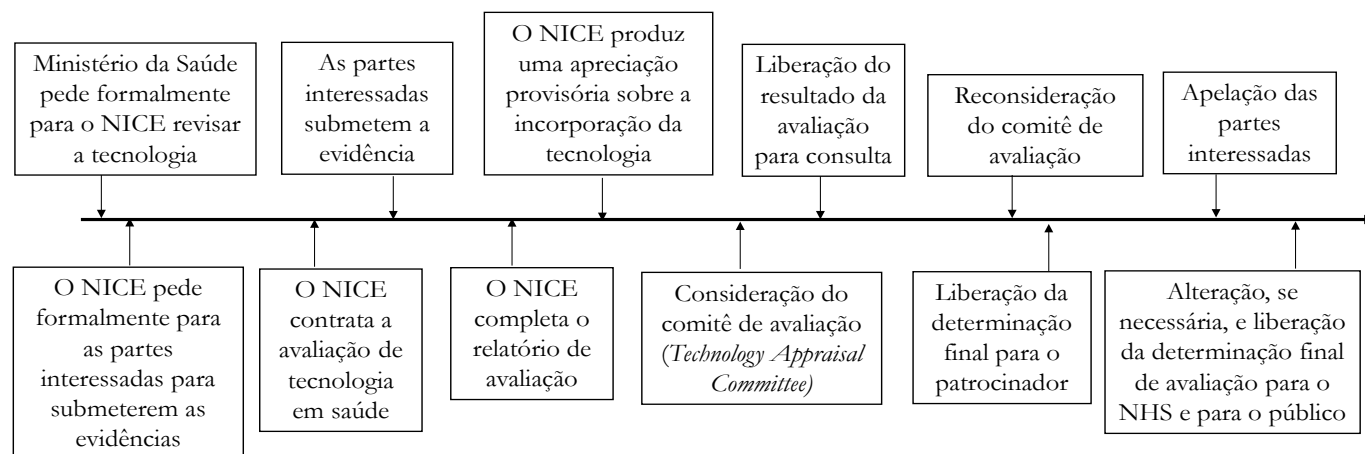 Ministério da Saúde
pede formalmente
para o NICE revisar
a tecnologia
As partes
interessadas
submetem a
evidência
O NICE produz
uma apreciação
provisória sobre a
incorporação da
tecnologia
Liberação do
resultado da
avaliação
para consulta
Reconsideração
do comitê de
avaliação
Apelação das
partes
interessadas
O NICE pede
formalmente para
as partes
interessadas para
submeterem as
evidências
O NICE
contrata a
avaliação de
tecnologia
em saúde
O NICE
completa o
relatório de
avaliação
Consideração do
comitê de avaliação
(Technology Appraisal
Committee)
Liberação da
determinação
final para o
patrocinador
Alteração, se
necessária, e liberação
da determinação final
de avaliação para o
NHS e para o público